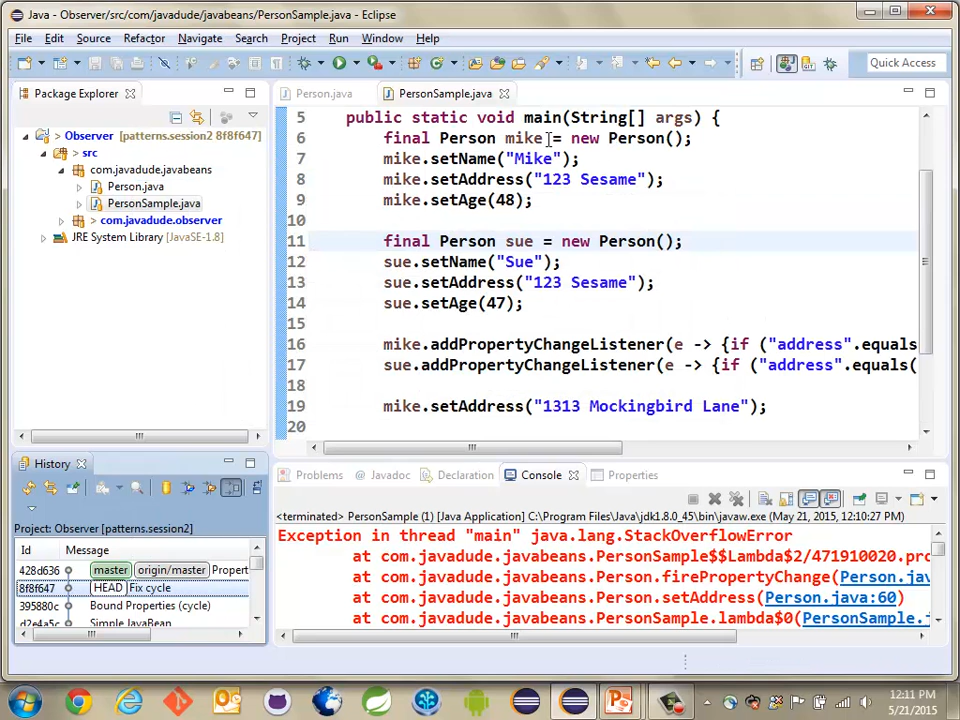 Java - Observer/src/com/javadude/javabeans/PersonSample.java - Eclipse
File Edit Source Refactor Navigate Search Project Run Window Help
Quick Access
Package Explorer
Person.java PersonSample.java
Observer [patterns.session2 8f8f647]
src
com.javadude.javabeans
Person.java
PersonSample.java
> com.javadude.observer
JRE System Library [JavaSE-1.8]
5 public static void main(String[] args) {
6 final Person mike = new Person();
7 mike.setName("Mike");
8 mike.setAddress("123 Sesame");
9 mike.setAge(48);
10
11 final Person sue = new Person();
12 sue.setName("Sue");
13 sue.setAddress("123 Sesame");
14 sue.setAge(47);
15
16 mike.addPropertyChangeListener(e -> {if ("address".equals
17 sue.addPropertyChangeListener(e -> {if ("address".equals(
18
19 mike.setAddress("1313 Mockingbird Lane");
20
History
Project: Observer [patterns.session2]
Id Message
428d636 master origin/master Propert
8f8f647 HEAD Fix cycle
395880c Bound Properties (cycle)
d2e4a5c Simple JavaBean
Problems @ Javadoc Declaration Console Properties
<terminated> PersonSample (1) [Java Application] C:\Program Files\Java\jdk1.8.0_45\bin\javaw.exe (May 21, 2015, 12:10:27 PM)
Exception in thread "main" java.lang.StackOverflowError
at com.javadude.javabeans.PersonSample$$Lambda$2/471910020.pro
at com.javadude.javabeans.Person.firePropertyChange(Person.jav
at com.javadude.javabeans.Person.setAddress(Person.java:60)
at com.javadude.javabeans.PersonSample.lambda$0(PersonSample.j
12:11 PM
5/21/2015